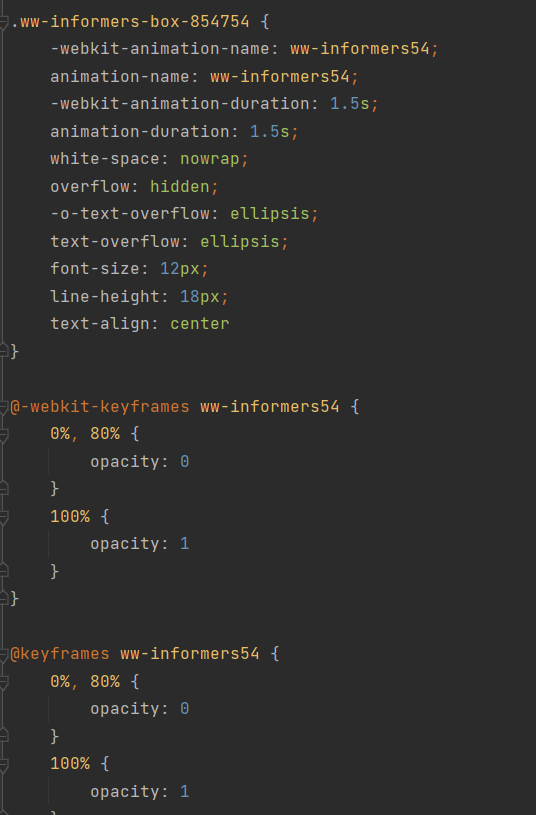 .ww-informers-box-854754 {
    -webkit-animation-name: ww-informers54;
    animation-name: ww-informers54;
    -webkit-animation-duration: 1.5s;
    animation-duration: 1.5s;
    white-space: nowrap;
    overflow: hidden;
    -o-text-overflow: ellipsis;
    text-overflow: ellipsis;
    font-size: 12px;
    line-height: 18px;
    text-align: center
}

@-webkit-keyframes ww-informers54 {
    0%, 80% {
        opacity: 0
    }
    100% {
        opacity: 1
    }
}

@keyframes ww-informers54 {
    0%, 80% {
        opacity: 0
    }
    100% {
        opacity: 1
    }